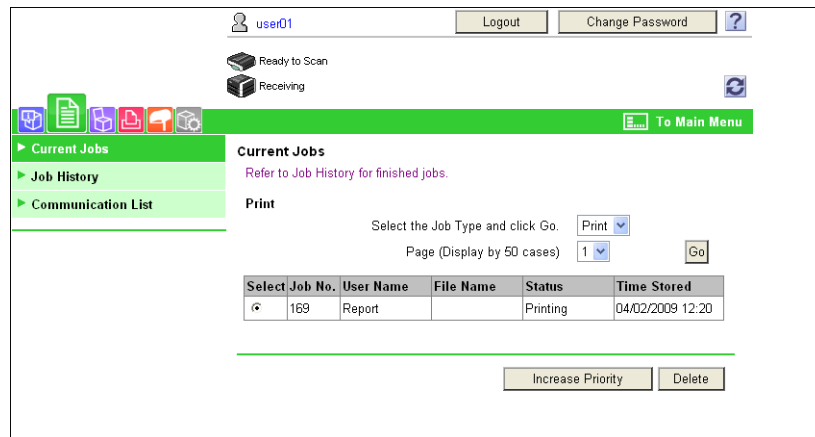 user01 Logout Change Password ?
Ready to Scan
Receiving
To Main Menu
Current Jobs
Job History
Communication List
Current Jobs
Refer to Job History for finished jobs.
Print
Select the Job Type and click Go. Print
Page (Display by 50 cases) 1 Go
Select Job No. User Name File Name Status Time Stored
169 Report Printing 04/02/2009 12:20
Increase Priority Delete